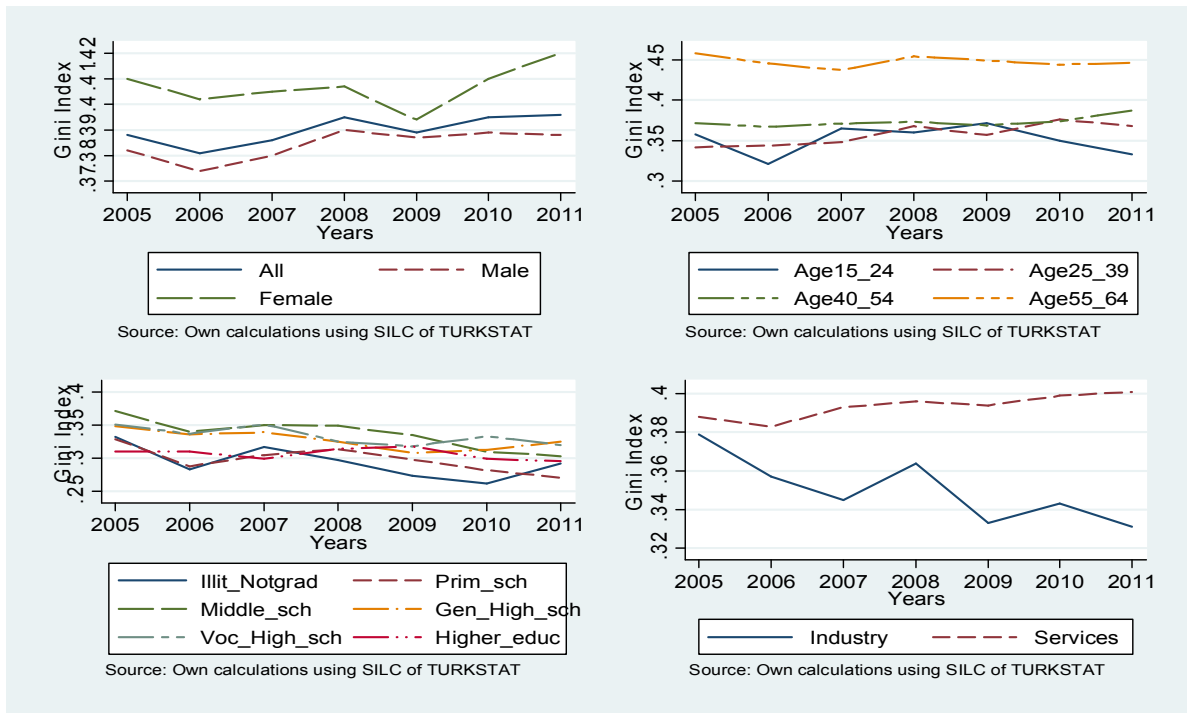 Gini Index
.37.38.39.4.41.42
2005 2006 2007 2008 2009 2010 2011
Years
All Male
Female
Source: Own calculations using SILC of TURKSTAT
Gini Index
.3 .35 .4 .45
2005 2006 2007 2008 2009 2010 2011
Years
Age15_24 Age25_39
Age40_54 Age55_64
Source: Own calculations using SILC of TURKSTAT
Gini Index
.25 .3 .35 .4
2005 2006 2007 2008 2009 2010 2011
Years
Illit_Notgrad Prim_sch
Middle_sch Gen_High_sch
Voc_High_sch Higher_educ
Source: Own calculations using SILC of TURKSTAT
Gini Index
.32 .34 .36 .38 .4
2005 2006 2007 2008 2009 2010 2011
Years
Industry Services
Source: Own calculations using SILC of TURKSTAT